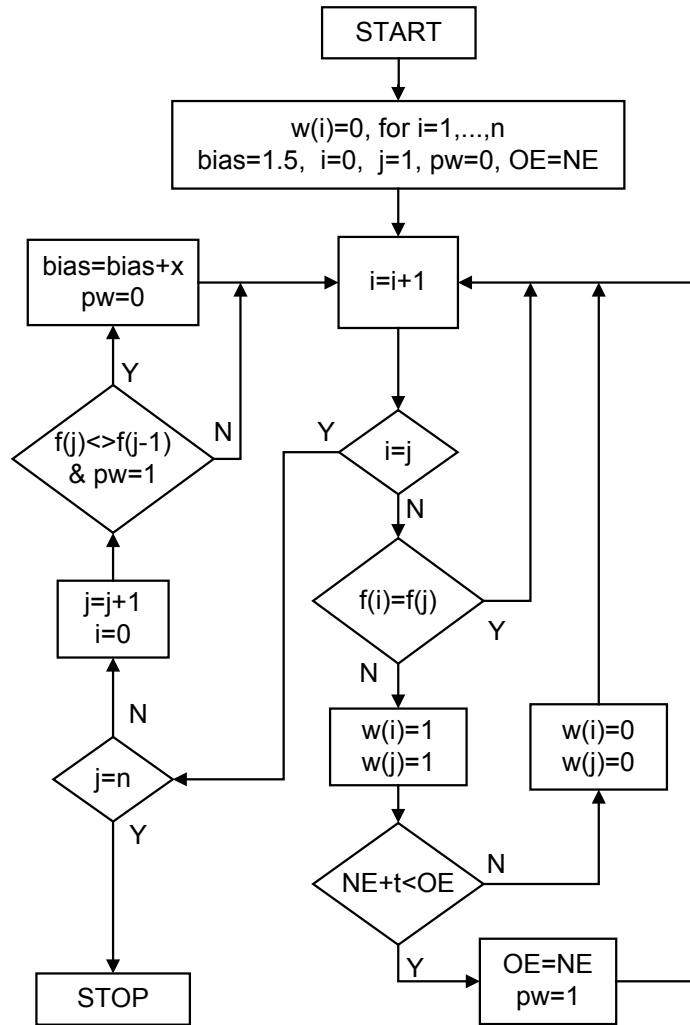 START
w(i)=0, for i=1,...,n
bias=1.5, i=0, j=1, pw=0, OE=NE
bias=bias+x
pw=0
i=i+1
Y
f(j)<>f(j-1)
& pw=1
N
Y
i=j
N
j=j+1
i=0
f(i)=f(j)
Y
N
N
w(i)=1
w(j)=1
w(i)=0
w(j)=0
j=n
Y
NE+t<OE
N
Y
STOP
OE=NE
pw=1